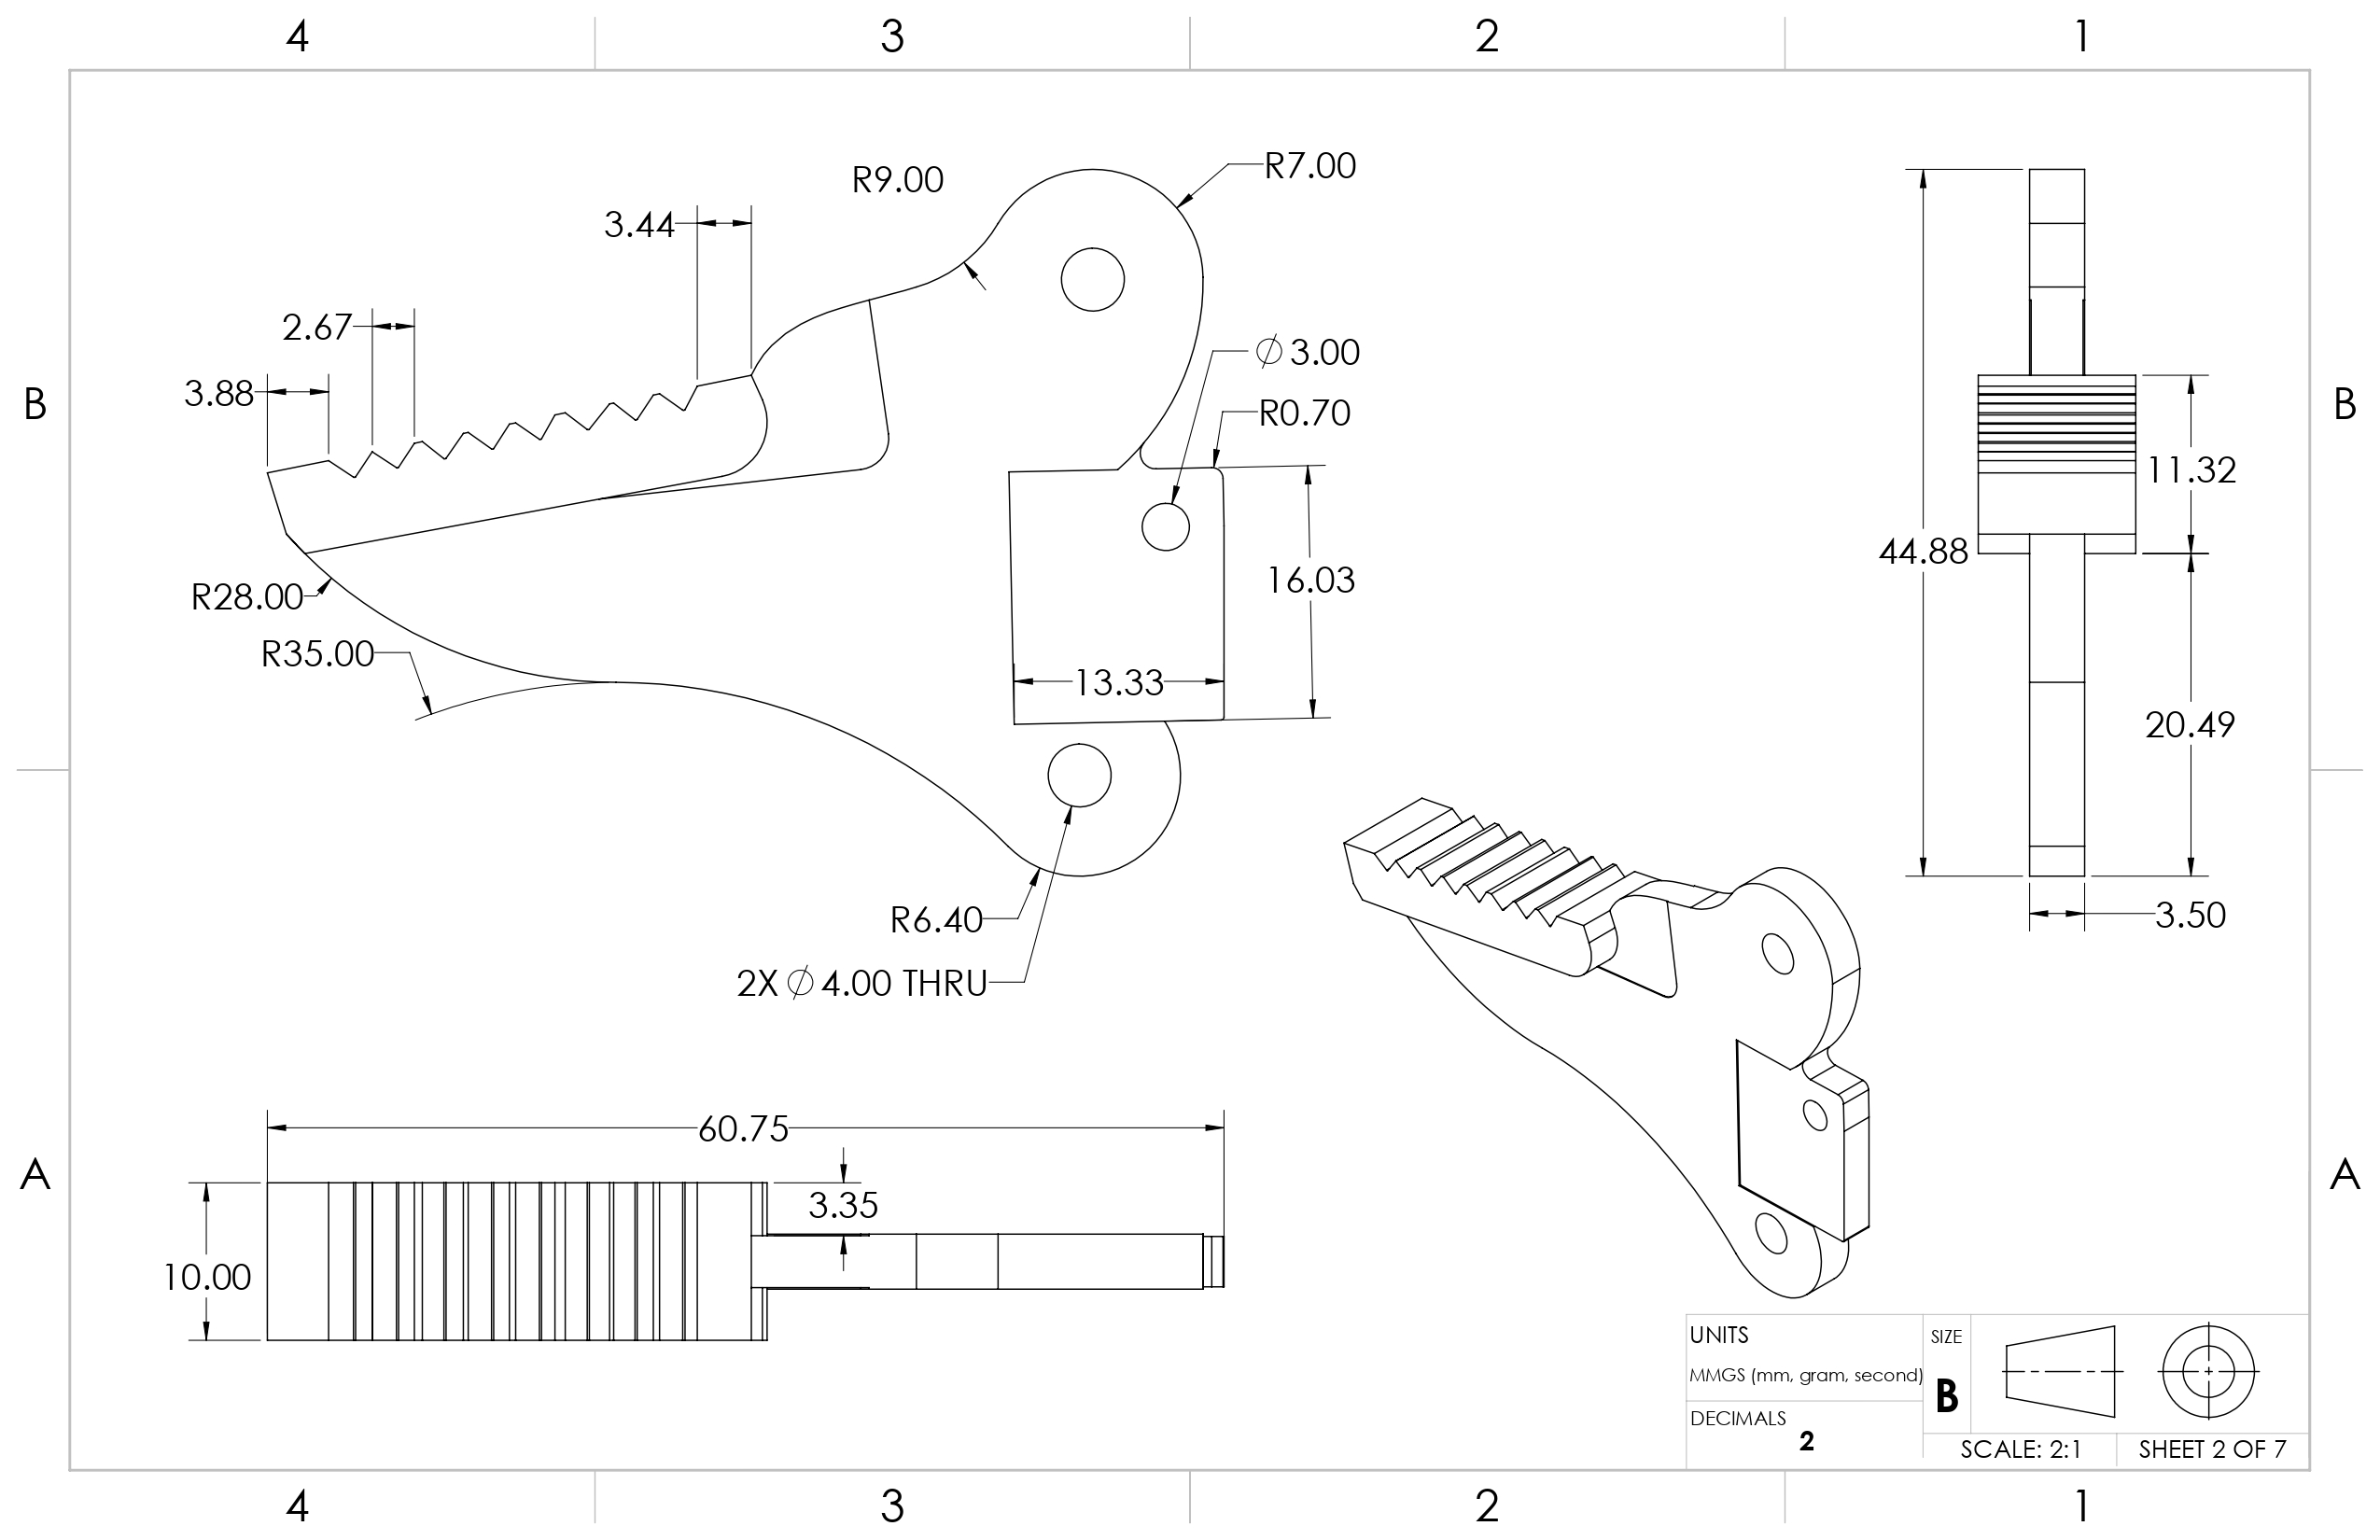 4 3 2 1
R9.00
R7.00
3.44
2.67
3.88
⌀ 3.00
R0.70
B
B
11.32
44.88
16.03
R28.00
R35.00
13.33
20.49
R6.40
3.50
2X ⌀ 4.00 THRU
60.75
A
A
3.35
10.00
UNITS
MMGS (mm, gram, second)
DECIMALS
2
SIZE
B
SCALE: 2:1
SHEET 2 OF 7
4 3 2 1